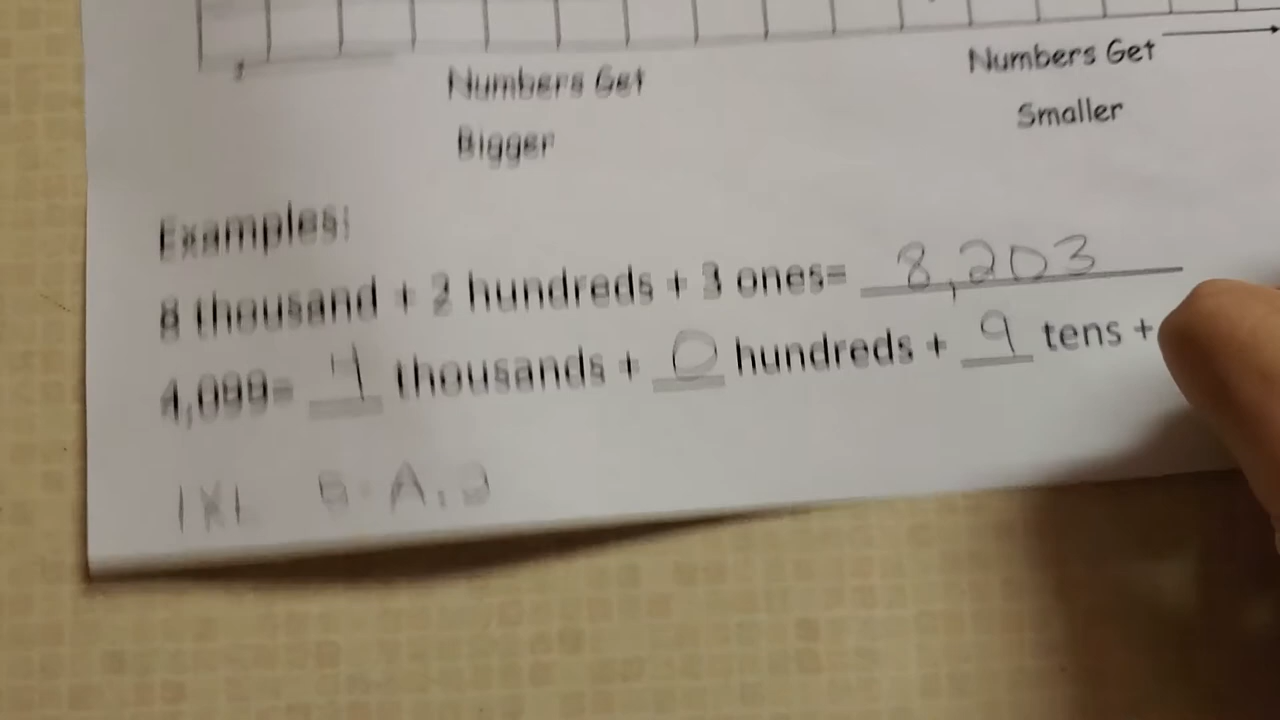 Numbers Get
Bigger
Numbers Get
Smaller
Examples:
8 thousand + 2 hundreds + 3 ones= 8,203
4,099= 4 thousands + 0 hundreds + 9 tens +
IXL